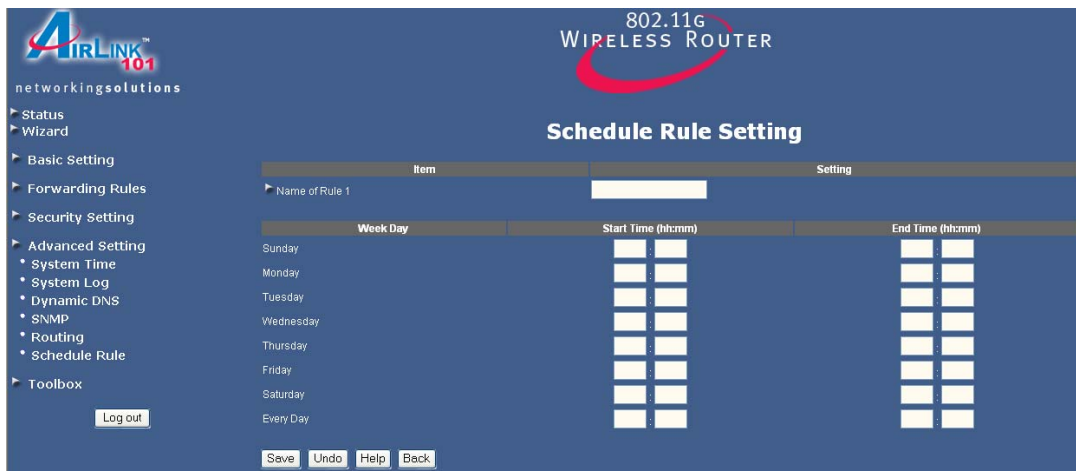 AIRLINK™
101
networkingsolutions
802.11G
WIRELESS ROUTER
Status
Wizard
Basic Setting
Forwarding Rules
Security Setting
Advanced Setting
System Time
System Log
Dynamic DNS
SNMP
Routing
Schedule Rule
Toolbox
Log out
Schedule Rule Setting
Item Setting
Name of Rule 1
Week Day Start Time (hh:mm) End Time (hh:mm)
Sunday : :
Monday : :
Tuesday : :
Wednesday : :
Thursday : :
Friday : :
Saturday : :
Every Day : :
Save Undo Help Back